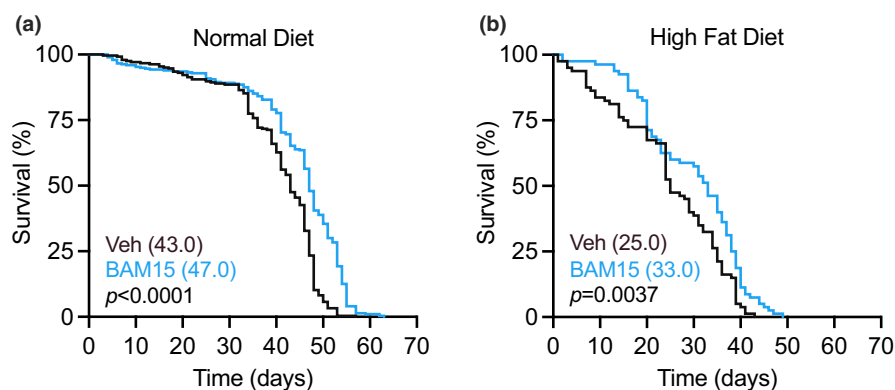 (a)
Normal Diet
100
75
50
25
0
Survival (%)
Veh (43.0)
BAM15 (47.0)
p<0.0001
0 10 20 30 40 50 60 70
Time (days)
(b)
High Fat Diet
100
75
50
25
0
Survival (%)
Veh (25.0)
BAM15 (33.0)
p=0.0037
0 10 20 30 40 50 60 70
Time (days)